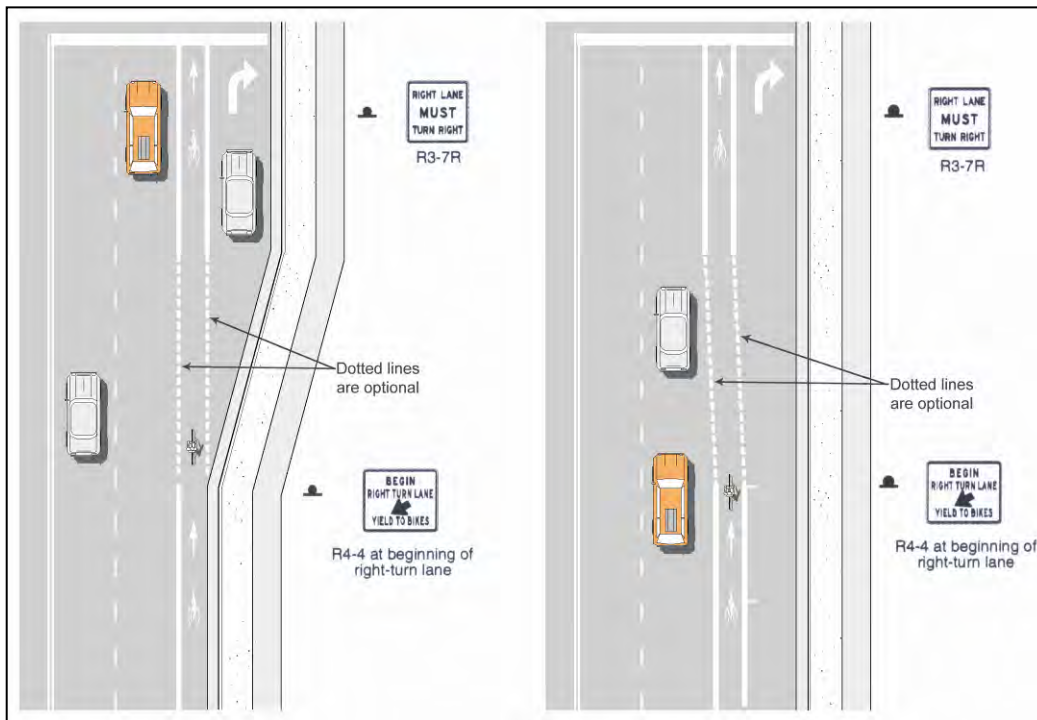 RIGHT LANE
MUST
TURN RIGHT
R3-7R
Dotted lines
are optional
BEGIN
RIGHT TURN LANE
YIELD TO BIKES
R4-4 at beginning of
right-turn lane
RIGHT LANE
MUST
TURN RIGHT
R3-7R
Dotted lines
are optional
BEGIN
RIGHT TURN LANE
YIELD TO BIKES
R4-4 at beginning of
right-turn lane